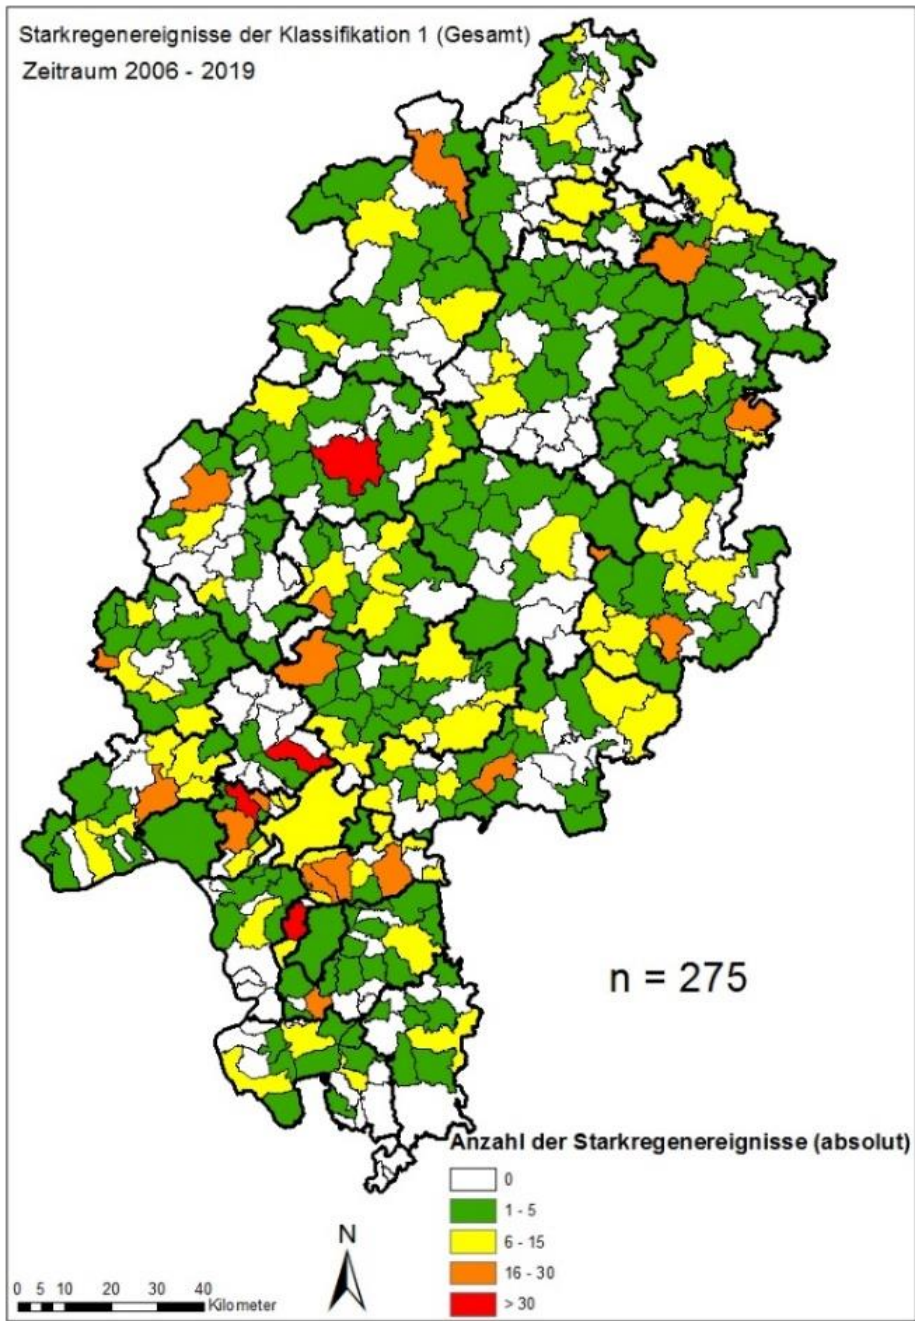 Starkregenereignisse der Klassifikation 1 (Gesamt)
Zeitraum 2006 - 2019
n = 275
Anzahl der Starkregenereignisse (absolut)
0
1 - 5
6 - 15
16 - 30
> 30
N
0 5 10 20 30 40
Kilometer